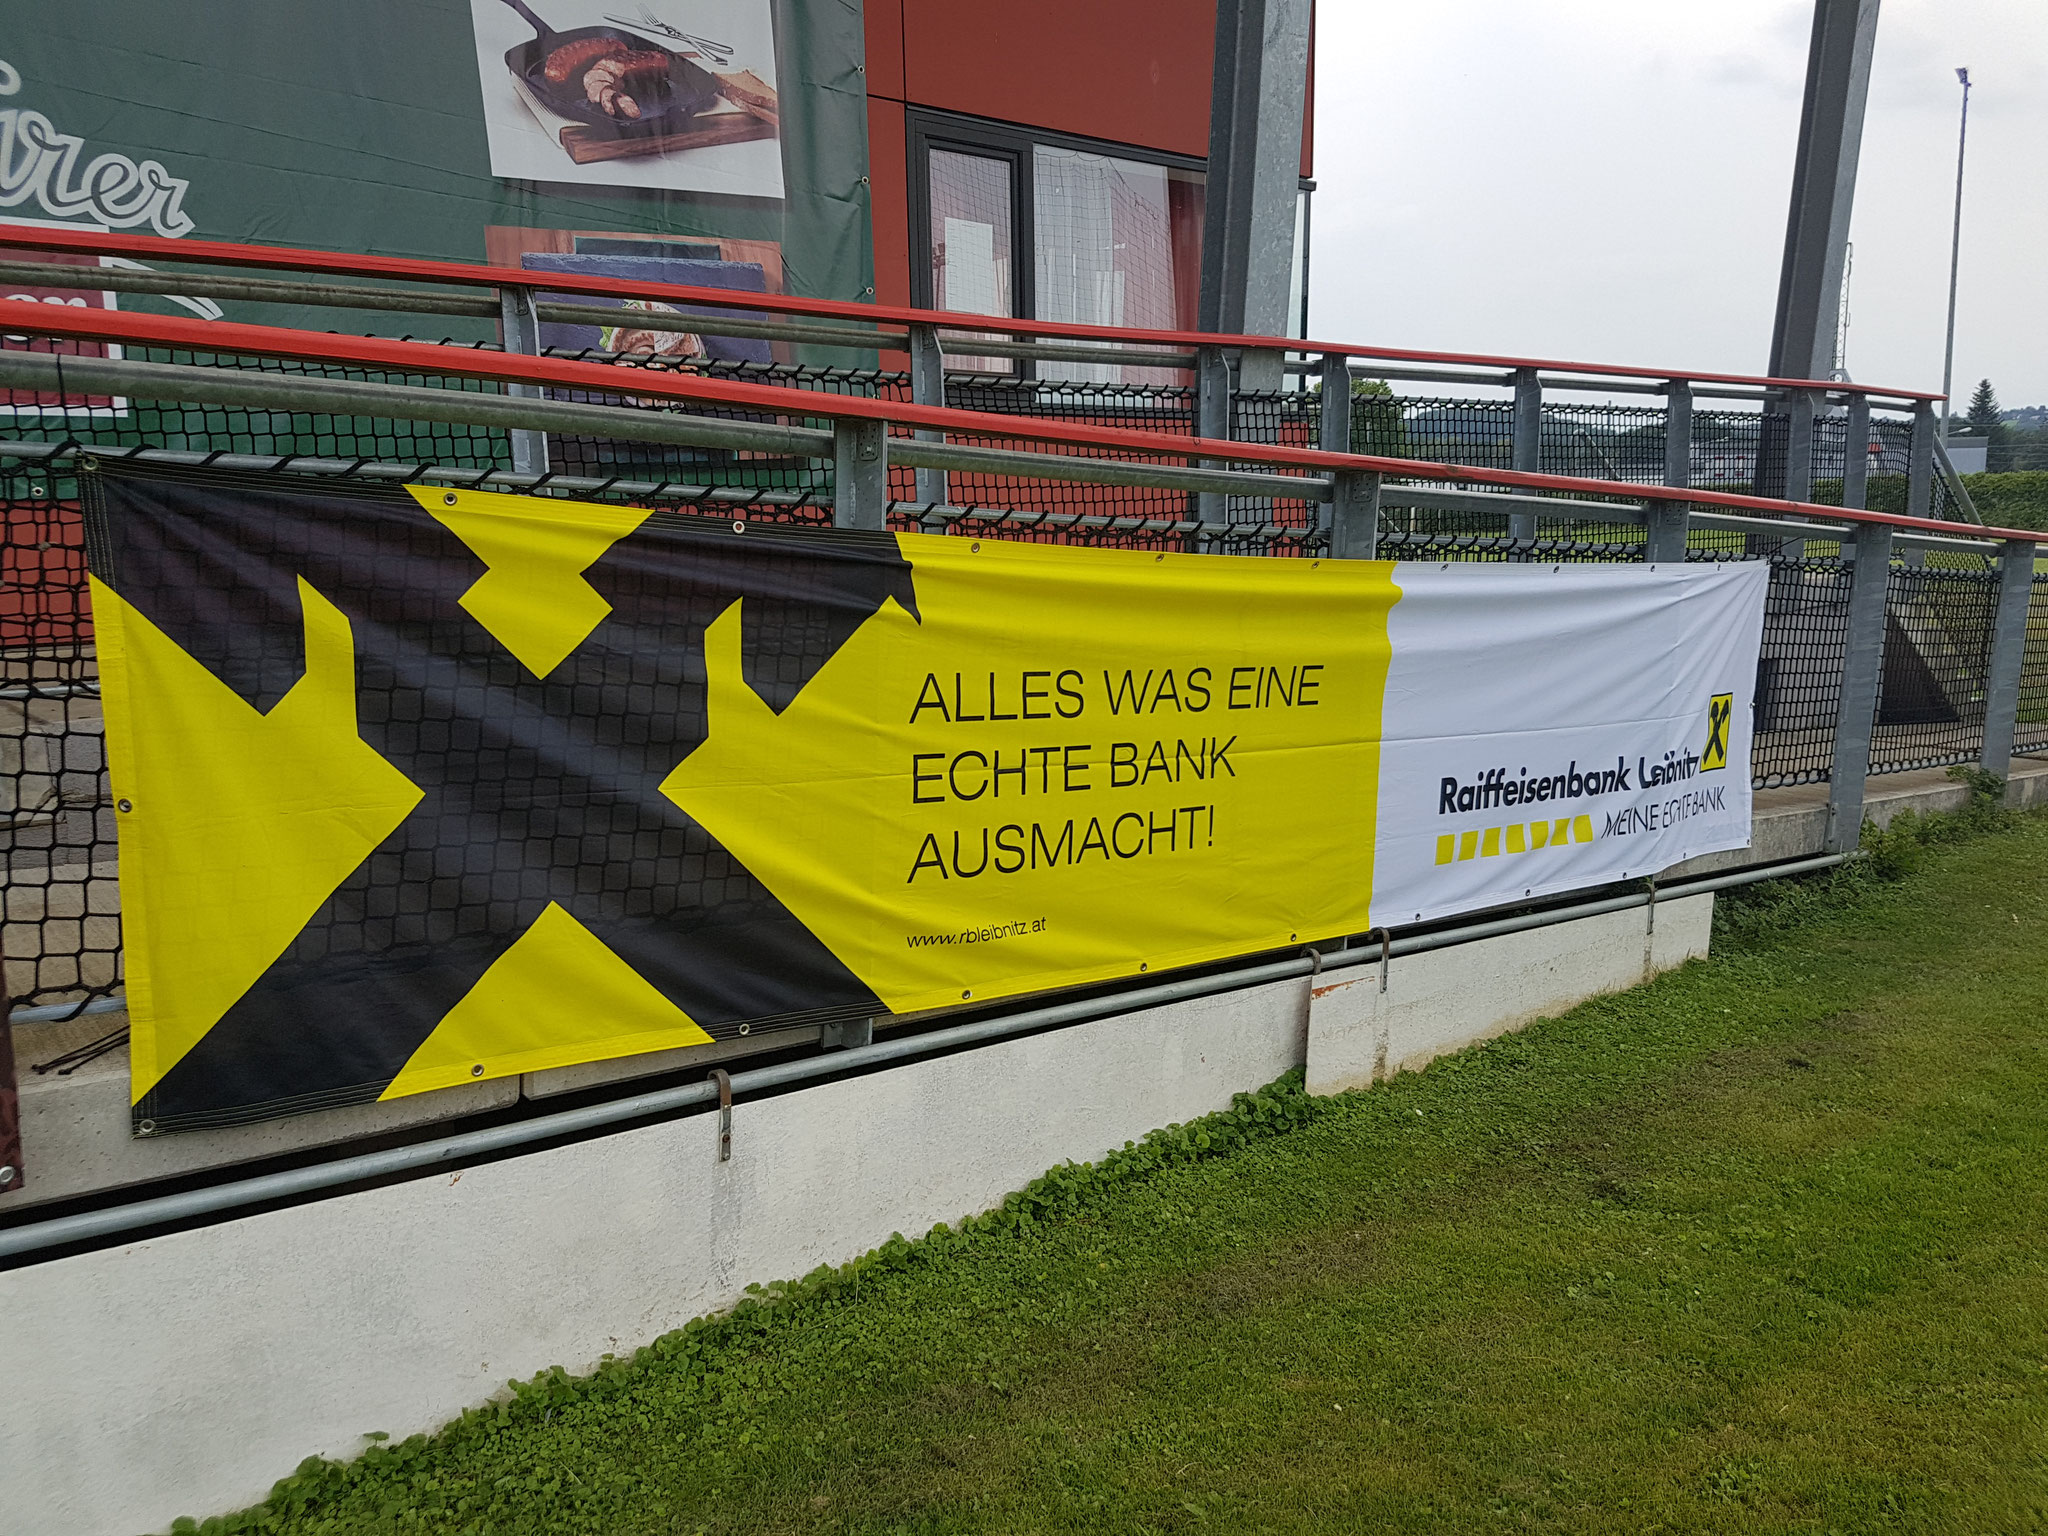 ALLES WAS EINE
ECHTE BANK
AUSMACHT!
www.rbleibnitz.at
Raiffeisenbank Leibnitz
MEINE ECHTE BANK